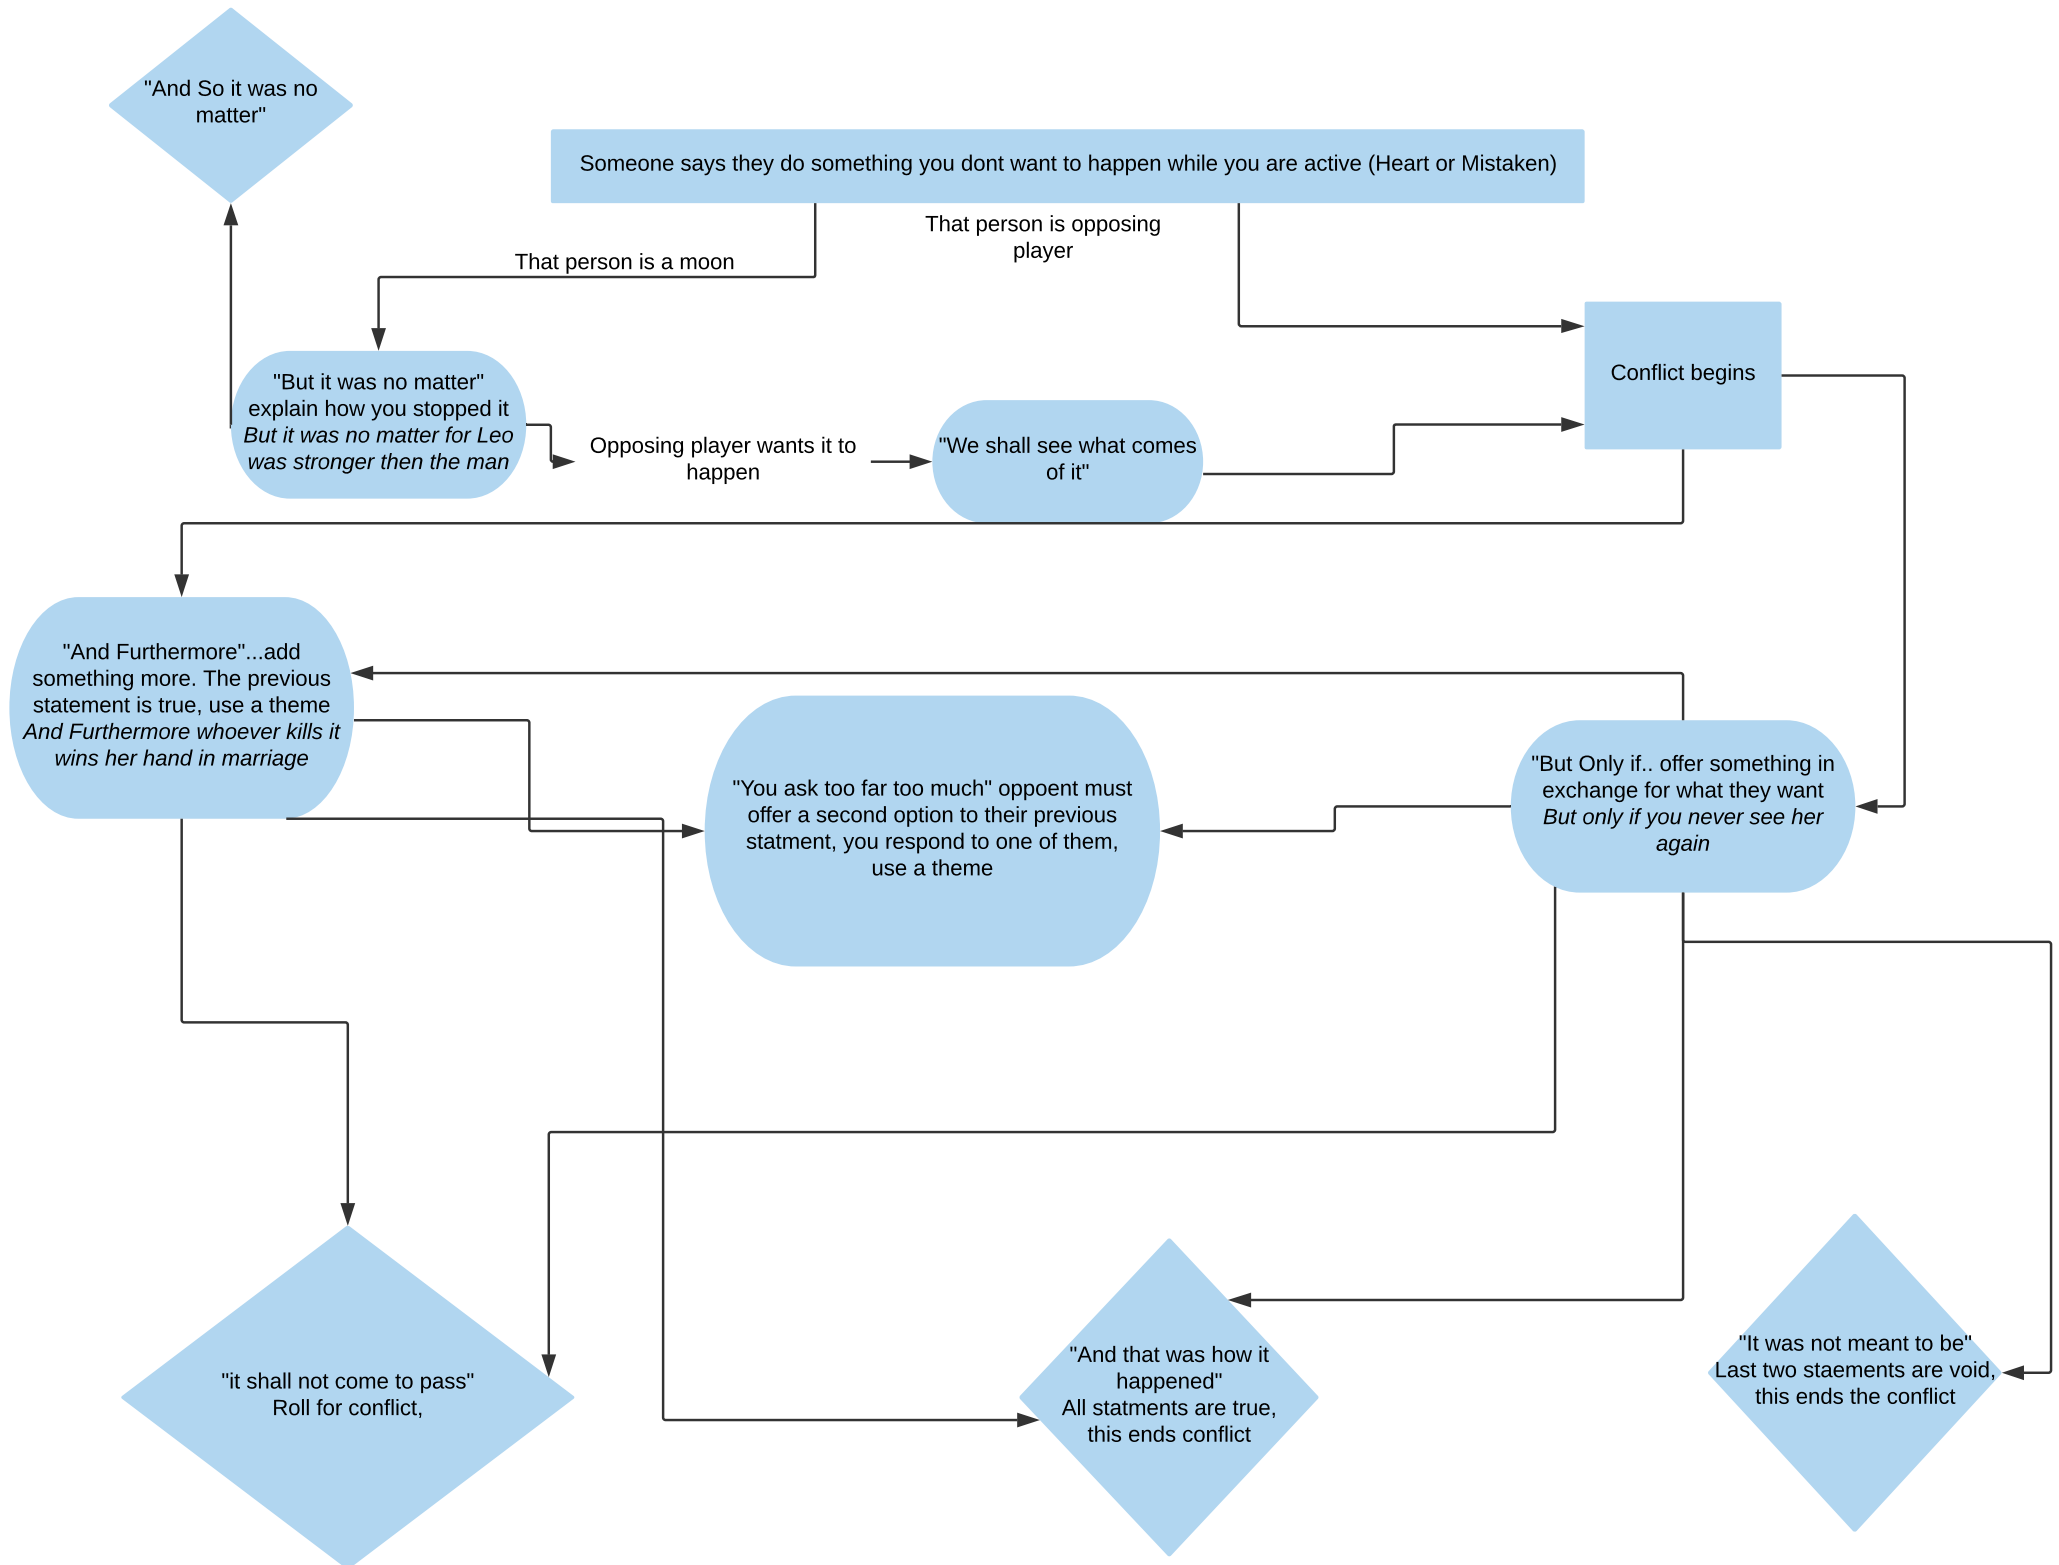 "And So it was no
matter"
Someone says they do something you dont want to happen while you are active (Heart or Mistaken)
That person is opposing
player
That person is a moon
"But it was no matter"
explain how you stopped it
But it was no matter for Leo
was stronger then the man
Opposing player wants it to
happen
"We shall see what comes
of it"
Conflict begins
"And Furthermore"...add
something more. The previous
statement is true, use a theme
And Furthermore whoever kills it
wins her hand in marriage
"You ask too far too much" oppoent must
offer a second option to their previous
statment, you respond to one of them,
use a theme
"But Only if.. offer something in
exchange for what they want
But only if you never see her
again
"it shall not come to pass"
Roll for conflict,
"And that was how it
happened"
All statments are true,
this ends conflict
"It was not meant to be"
Last two staements are void,
this ends the conflict